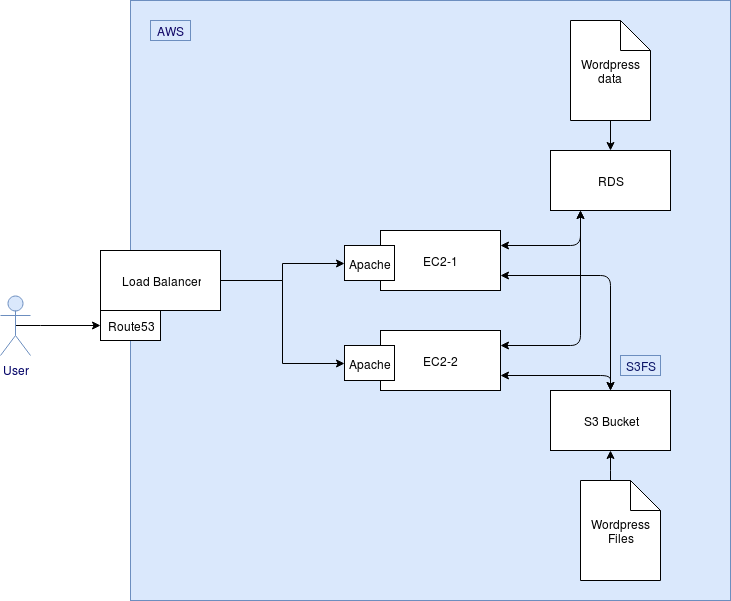 AWS
Wordpress
data
RDS
EC2-1
Apache
Load Balancer
Route53
User
EC2-2
Apache
S3FS
S3 Bucket
Wordpress
Files